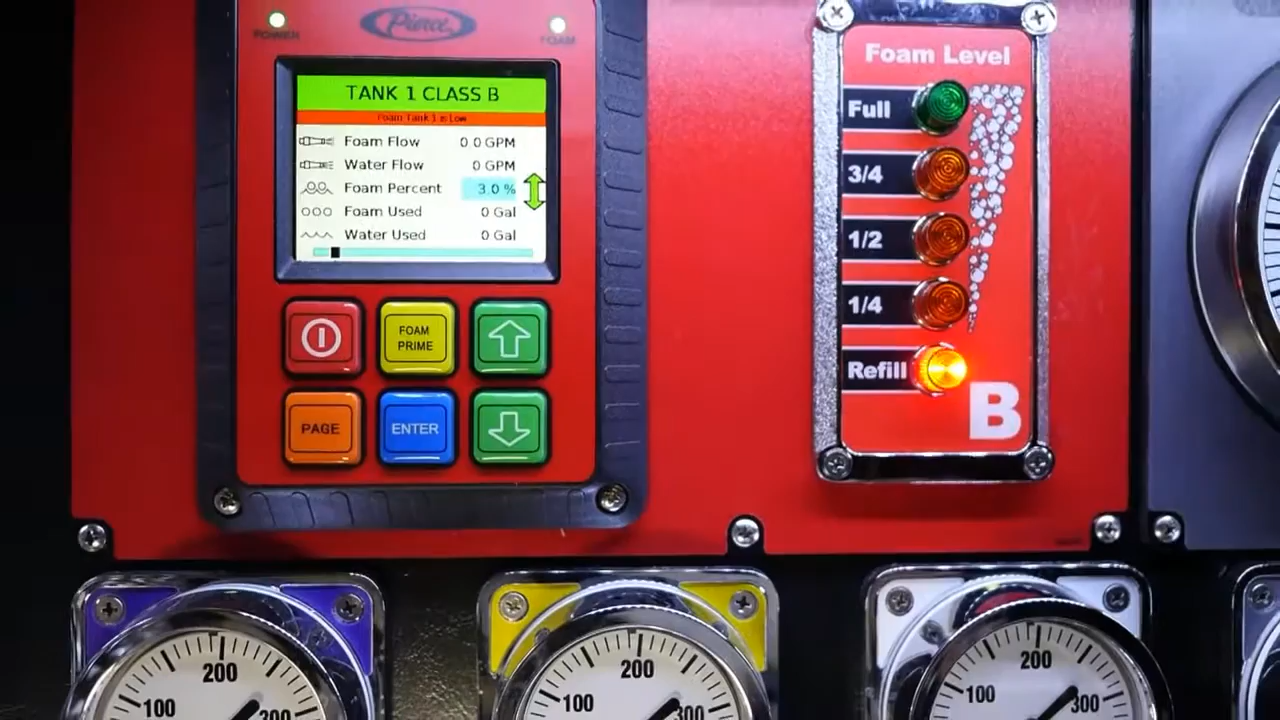 POWER
Pierce
FOAM
TANK 1 CLASS B
Foam Tank 1 is low
Foam Flow 0.0 GPM
Water Flow 0 GPM
Foam Percent 3.0 %
Foam Used 0 Gal
Water Used 0 Gal
FOAM
PRIME
PAGE
ENTER
Foam Level
Full
3/4
1/2
1/4
Refill
B
100
200
300
100
200
300
100
200
300